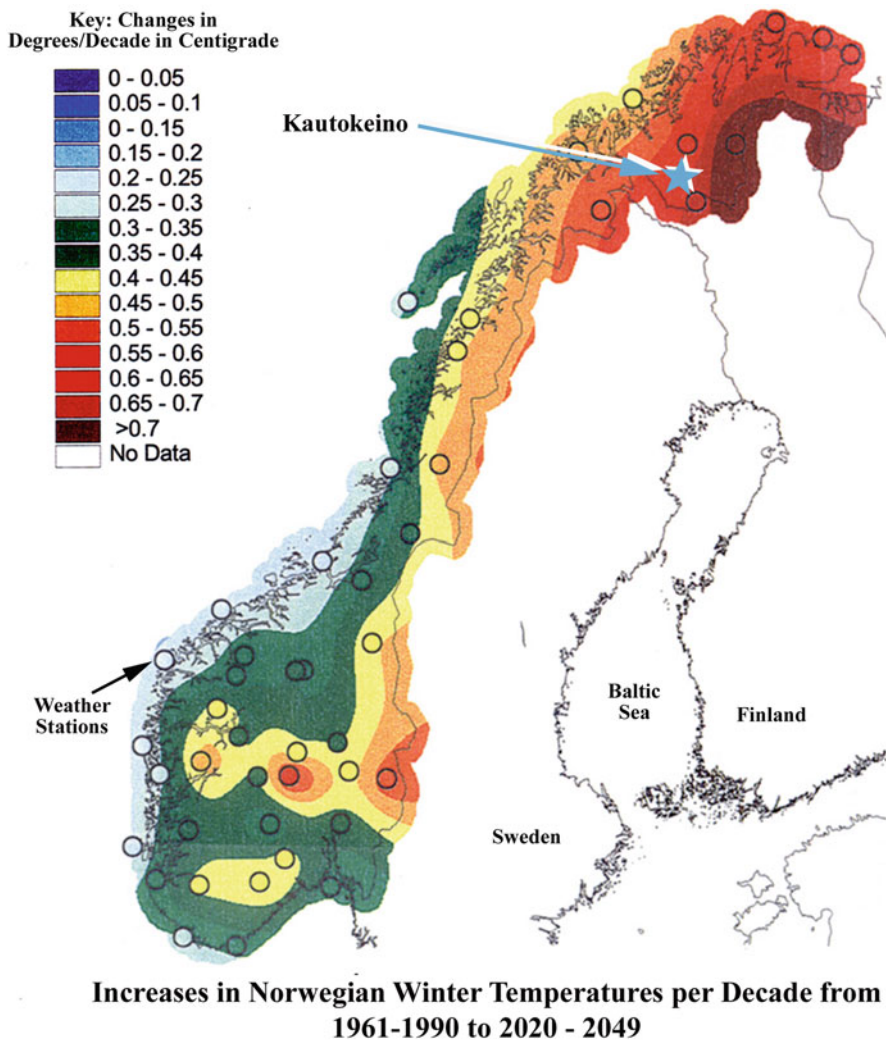 Key: Changes in
Degrees/Decade in Centigrade
0 - 0.05
0.05 - 0.1
0 - 0.15
0.15 - 0.2
0.2 - 0.25
0.25 - 0.3
0.3 - 0.35
0.35 - 0.4
0.4 - 0.45
0.45 - 0.5
0.5 - 0.55
0.55 - 0.6
0.6 - 0.65
0.65 - 0.7
>0.7
No Data
Kautokeino
Weather
Stations
Baltic
Sea
Finland
Sweden
Increases in Norwegian Winter Temperatures per Decade from
1961-1990 to 2020 - 2049